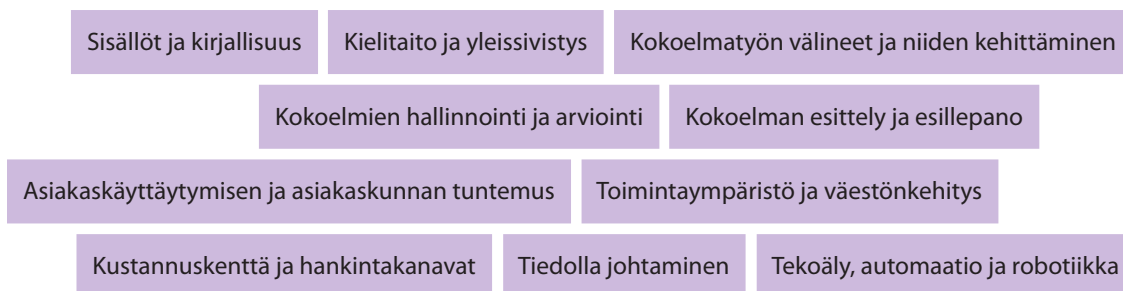 Sisällöt ja kirjallisuus
Kielitaito ja yleissivistys
Kokoelmatyön välineet ja niiden kehittäminen
Kokoelmien hallinnointi ja arviointi
Kokoelman esittely ja esillepano
Asiakaskäyttäytymisen ja asiakaskunnan tuntemus
Toimintaympäristö ja väestönkehitys
Kustannuskenttä ja hankintakanavat
Tiedolla johtaminen
Tekoäly, automaatio ja robotiikka